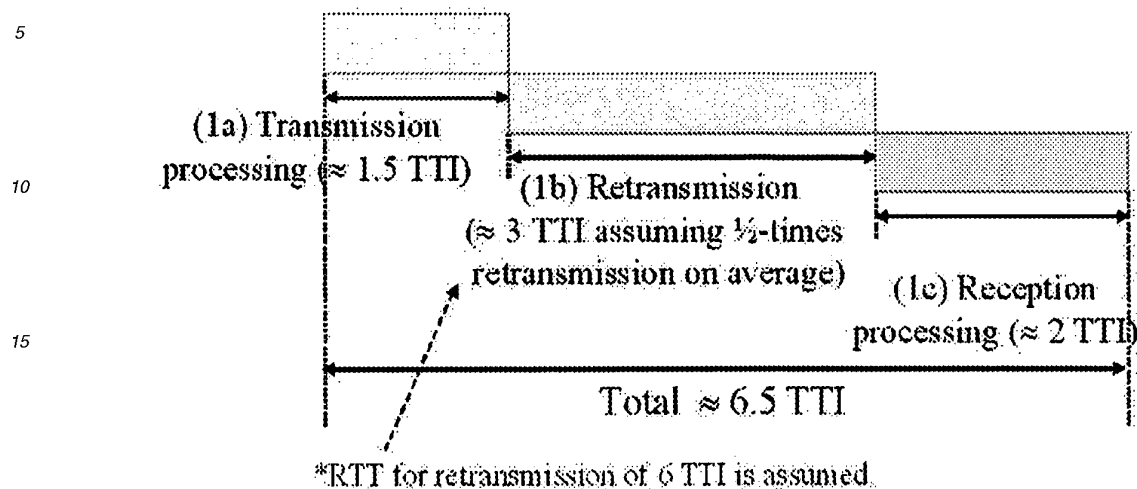 5
(1a) Transmission
processing (≈ 1.5 TTI)
10
(1b) Retransmission
(≈ 3 TTI assuming ½-times
retransmission on average)
(1c) Reception
processing (≈ 2 TTI)
15
Total ≈ 6.5 TTI
*RTT for retransmission of 6 TTI is assumed